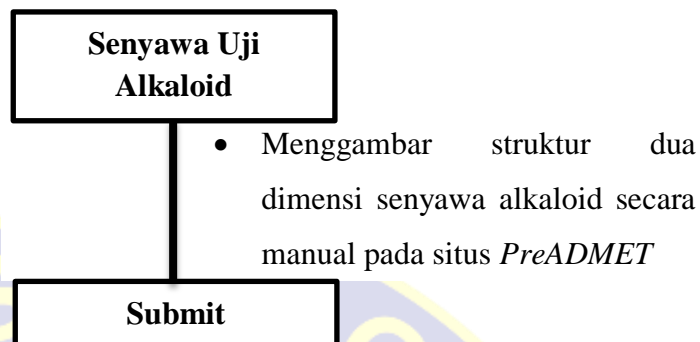 Senyawa Uji
Alkaloid
• Menggambar struktur dua
dimensi senyawa alkaloid secara
manual pada situs PreADMET
Submit